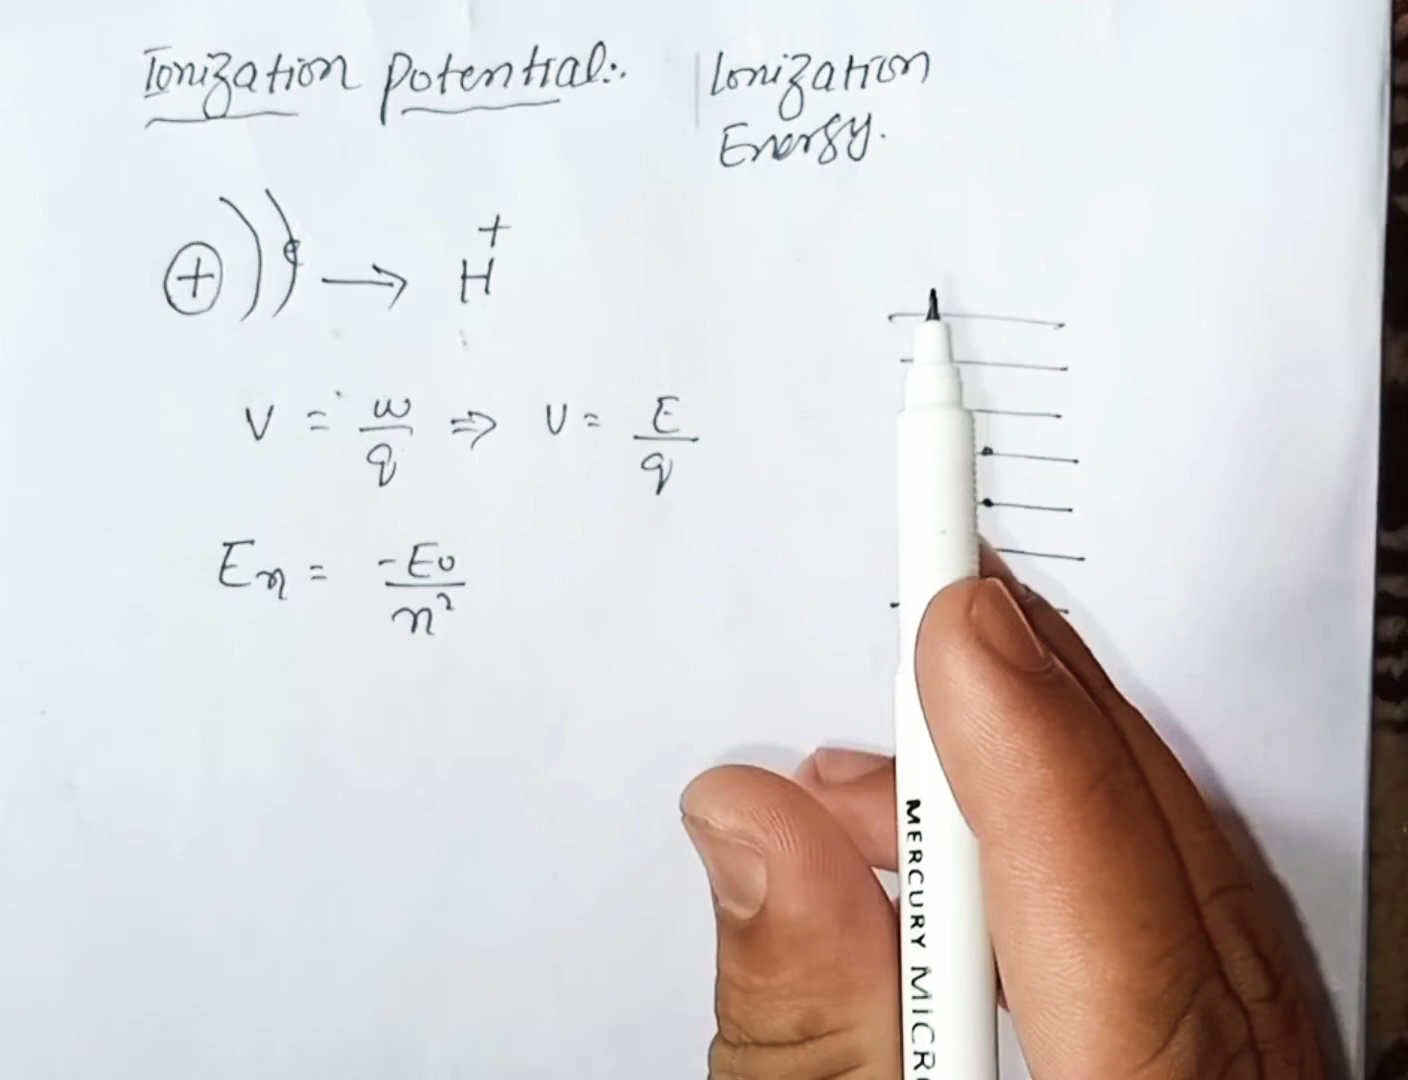 Ionization potential:.
Ionization
Energy.
+ → H+
V = w/q ⇒ V = E/q
En = -E0/n²
MERCURY MICR